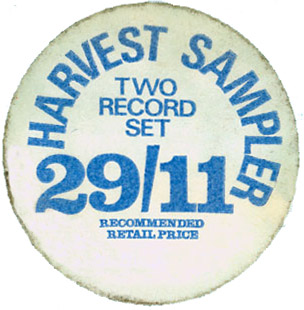 HARVEST SAMPLER
TWO
RECORD
SET
29/11
RECOMMENDED
RETAIL PRICE